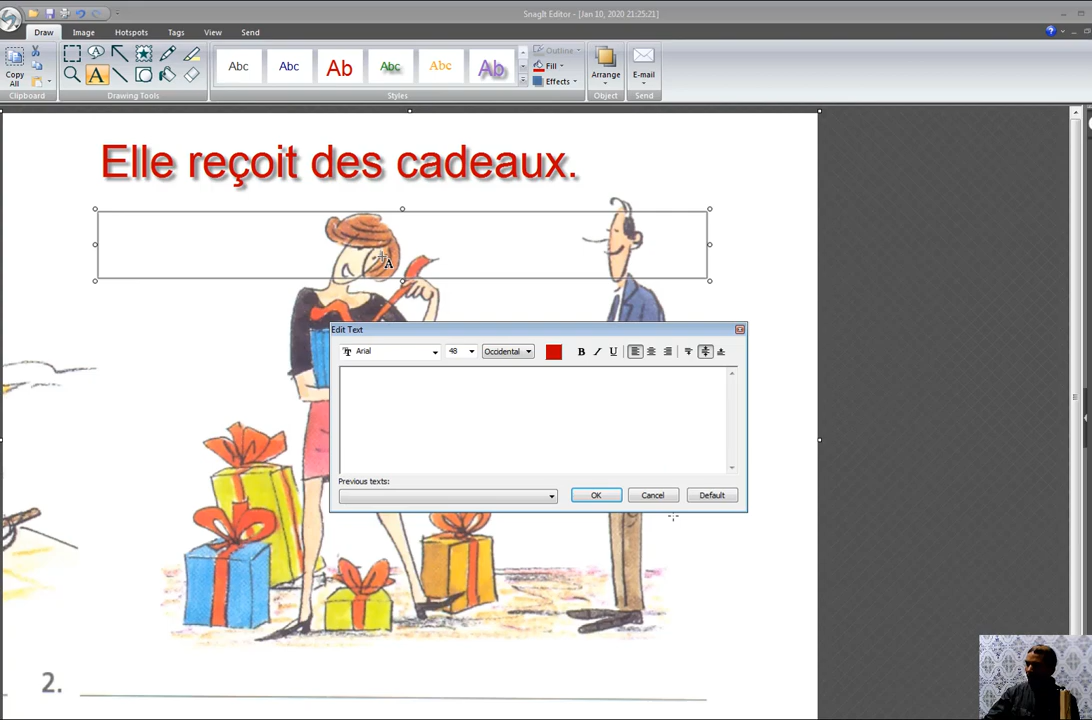 SnagIt Editor - [Jan 10, 2020 21:25:21]
Draw Image Hotspots Tags View Send
Copy All
Abc Abc Ab Abc Abc Ab
Outline
Fill
Effects
Arrange
E-mail
Clipboard Drawing Tools Styles Object Send
Elle reçoit des cadeaux.
A
Edit Text
Arial 48 Occidental B I U
Previous texts:
OK Cancel Default
2.